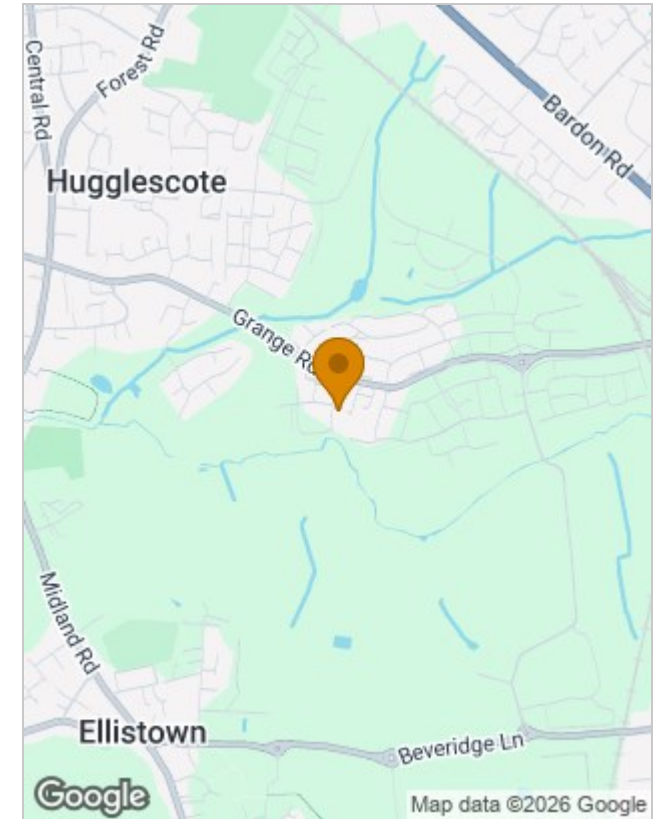 Central Rd
Forest Rd
Bardon Rd
Hugglescote
Grange Rd
Midland Rd
Ellistown
Beveridge Ln
Google
Map data ©2026 Google